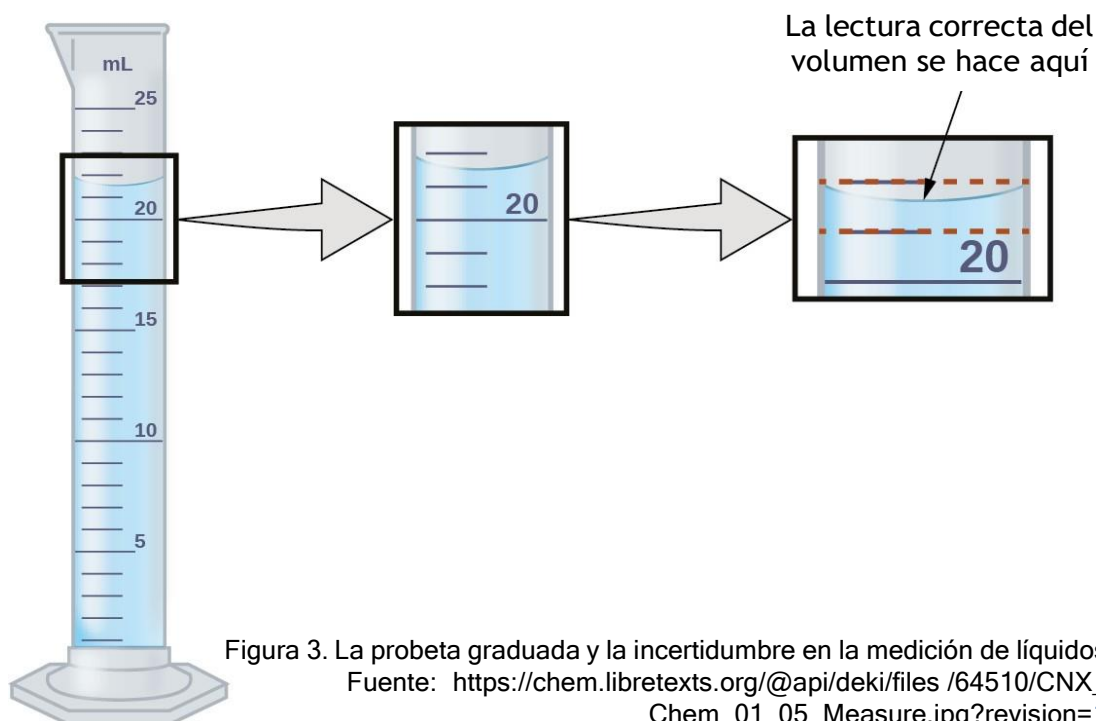 La lectura correcta del
volumen se hace aquí
mL
25
20
15
10
5
20
20
Figura 3. La probeta graduada y la incertidumbre en la medición de líquidos
Fuente: https://chem.libretexts.org/@api/deki/files /64510/CNX_
Chem_01_05_Measure.jpg?revision=1